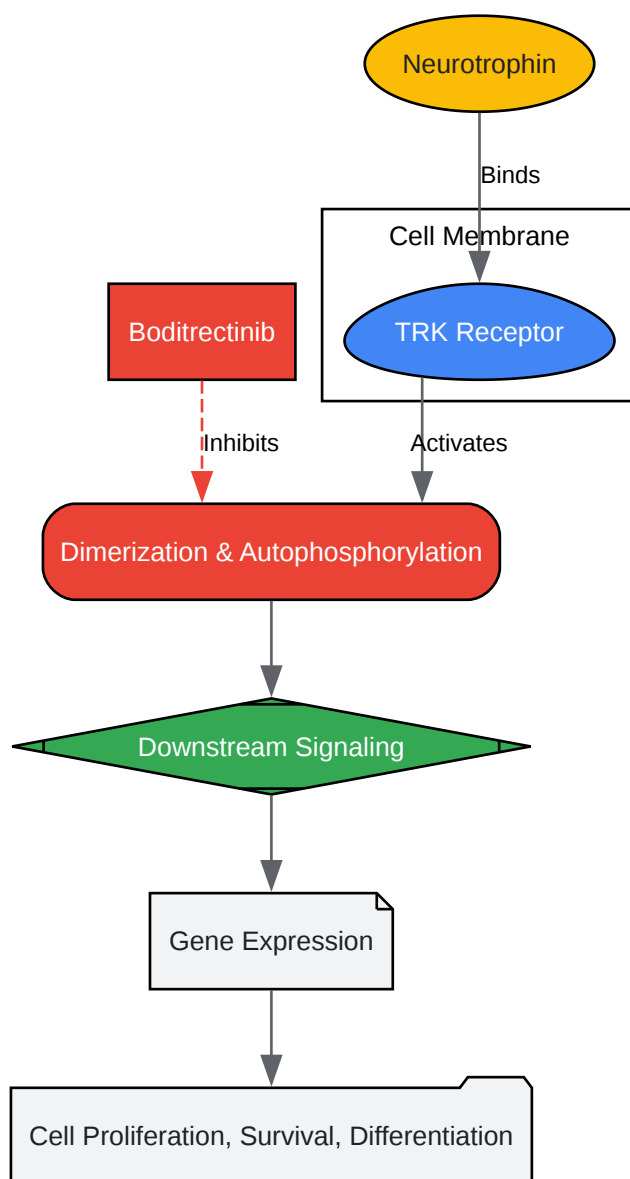 Neurotrophin
Binds
Cell Membrane
Boditrectinib
TRK Receptor
Inhibits
Activates
Dimerization & Autophosphorylation
Downstream Signaling
Gene Expression
Cell Proliferation, Survival, Differentiation